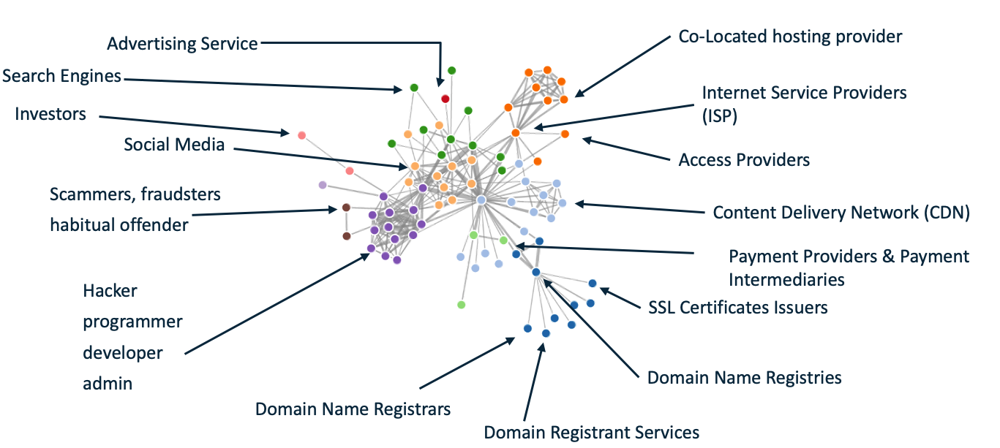 Advertising Service
Co-Located hosting provider
Search Engines
Internet Service Providers
(ISP)
Investors
Social Media
Access Providers
Scammers, fraudsters
habitual offender
Content Delivery Network (CDN)
Payment Providers & Payment
Intermediaries
Hacker
programmer
developer
admin
SSL Certificates Issuers
Domain Name Registries
Domain Name Registrars
Domain Registrant Services